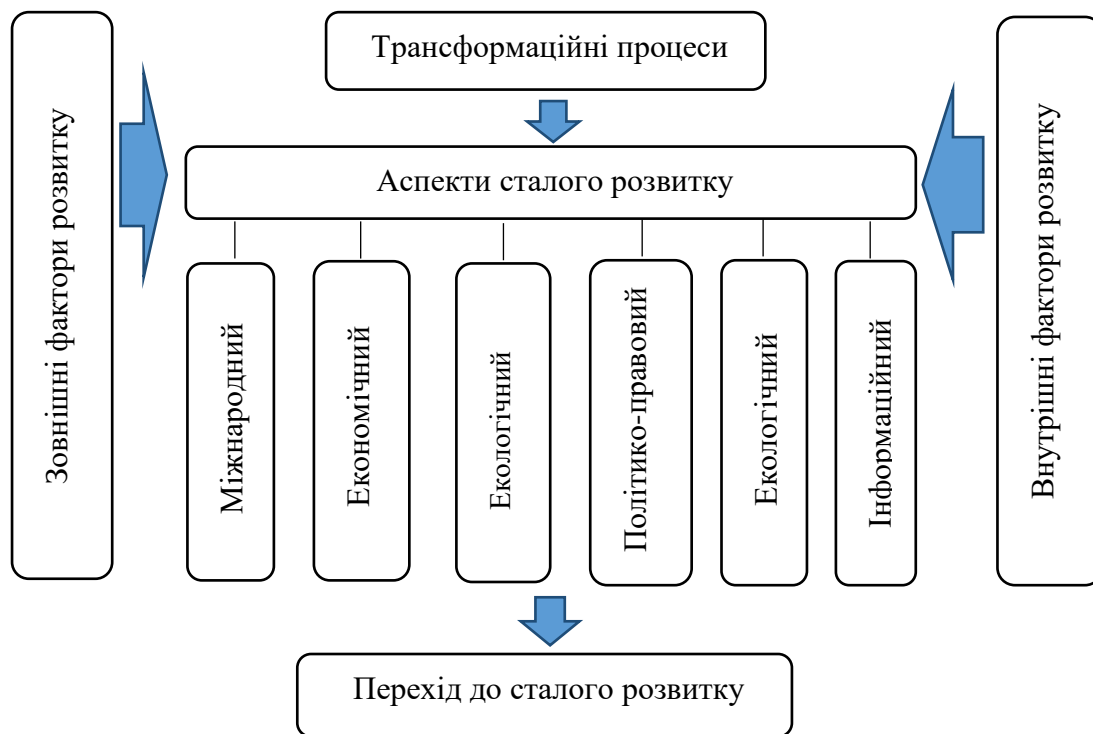 Трансформаційні процеси
Зовнішні фактори розвитку
Аспекти сталого розвитку
Внутрішні фактори розвитку
Міжнародний
Економічний
Екологічний
Політико-правовий
Екологічний
Інформаційний
Перехід до сталого розвитку